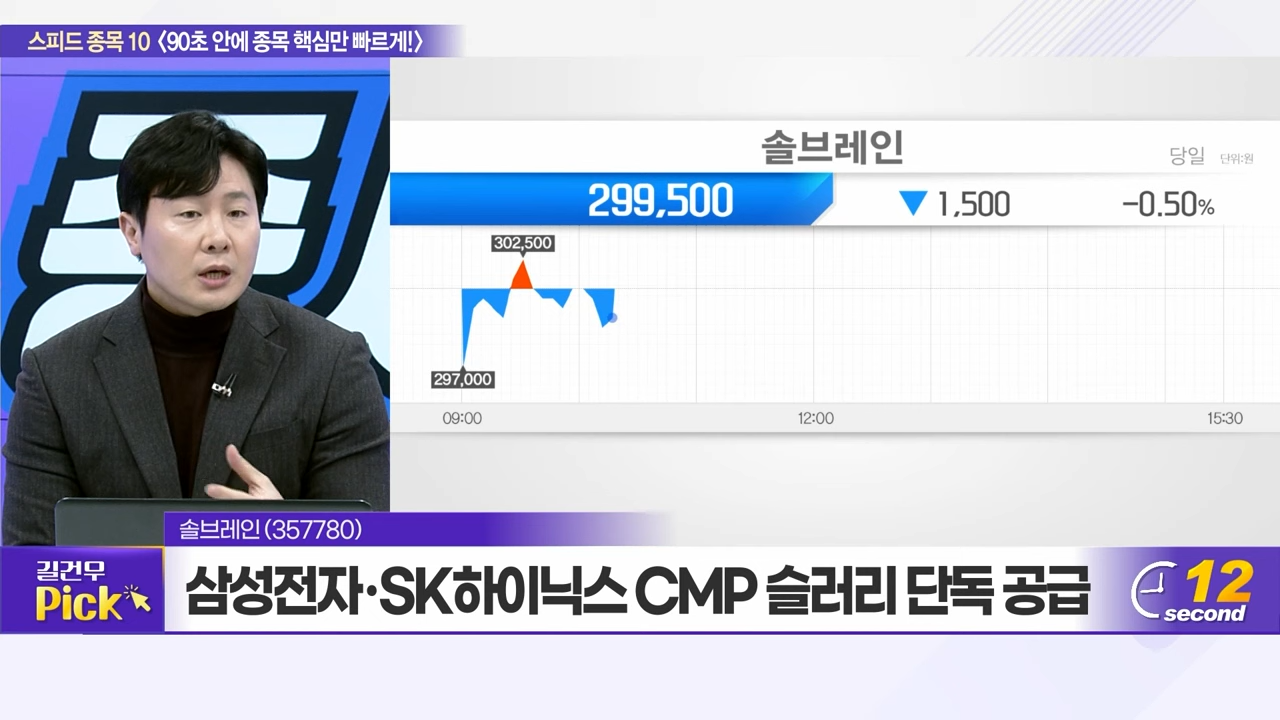 스피드 종목 10 〈90초 안에 종목 핵심만 빠르게!〉
솔브레인
당일 단위:원
299,500 ▼ 1,500 -0.50%
302,500
297,000
09:00 12:00 15:30
솔브레인 (357780)
길건무
Pick
삼성전자·SK하이닉스 CMP 슬러리 단독 공급
12
second